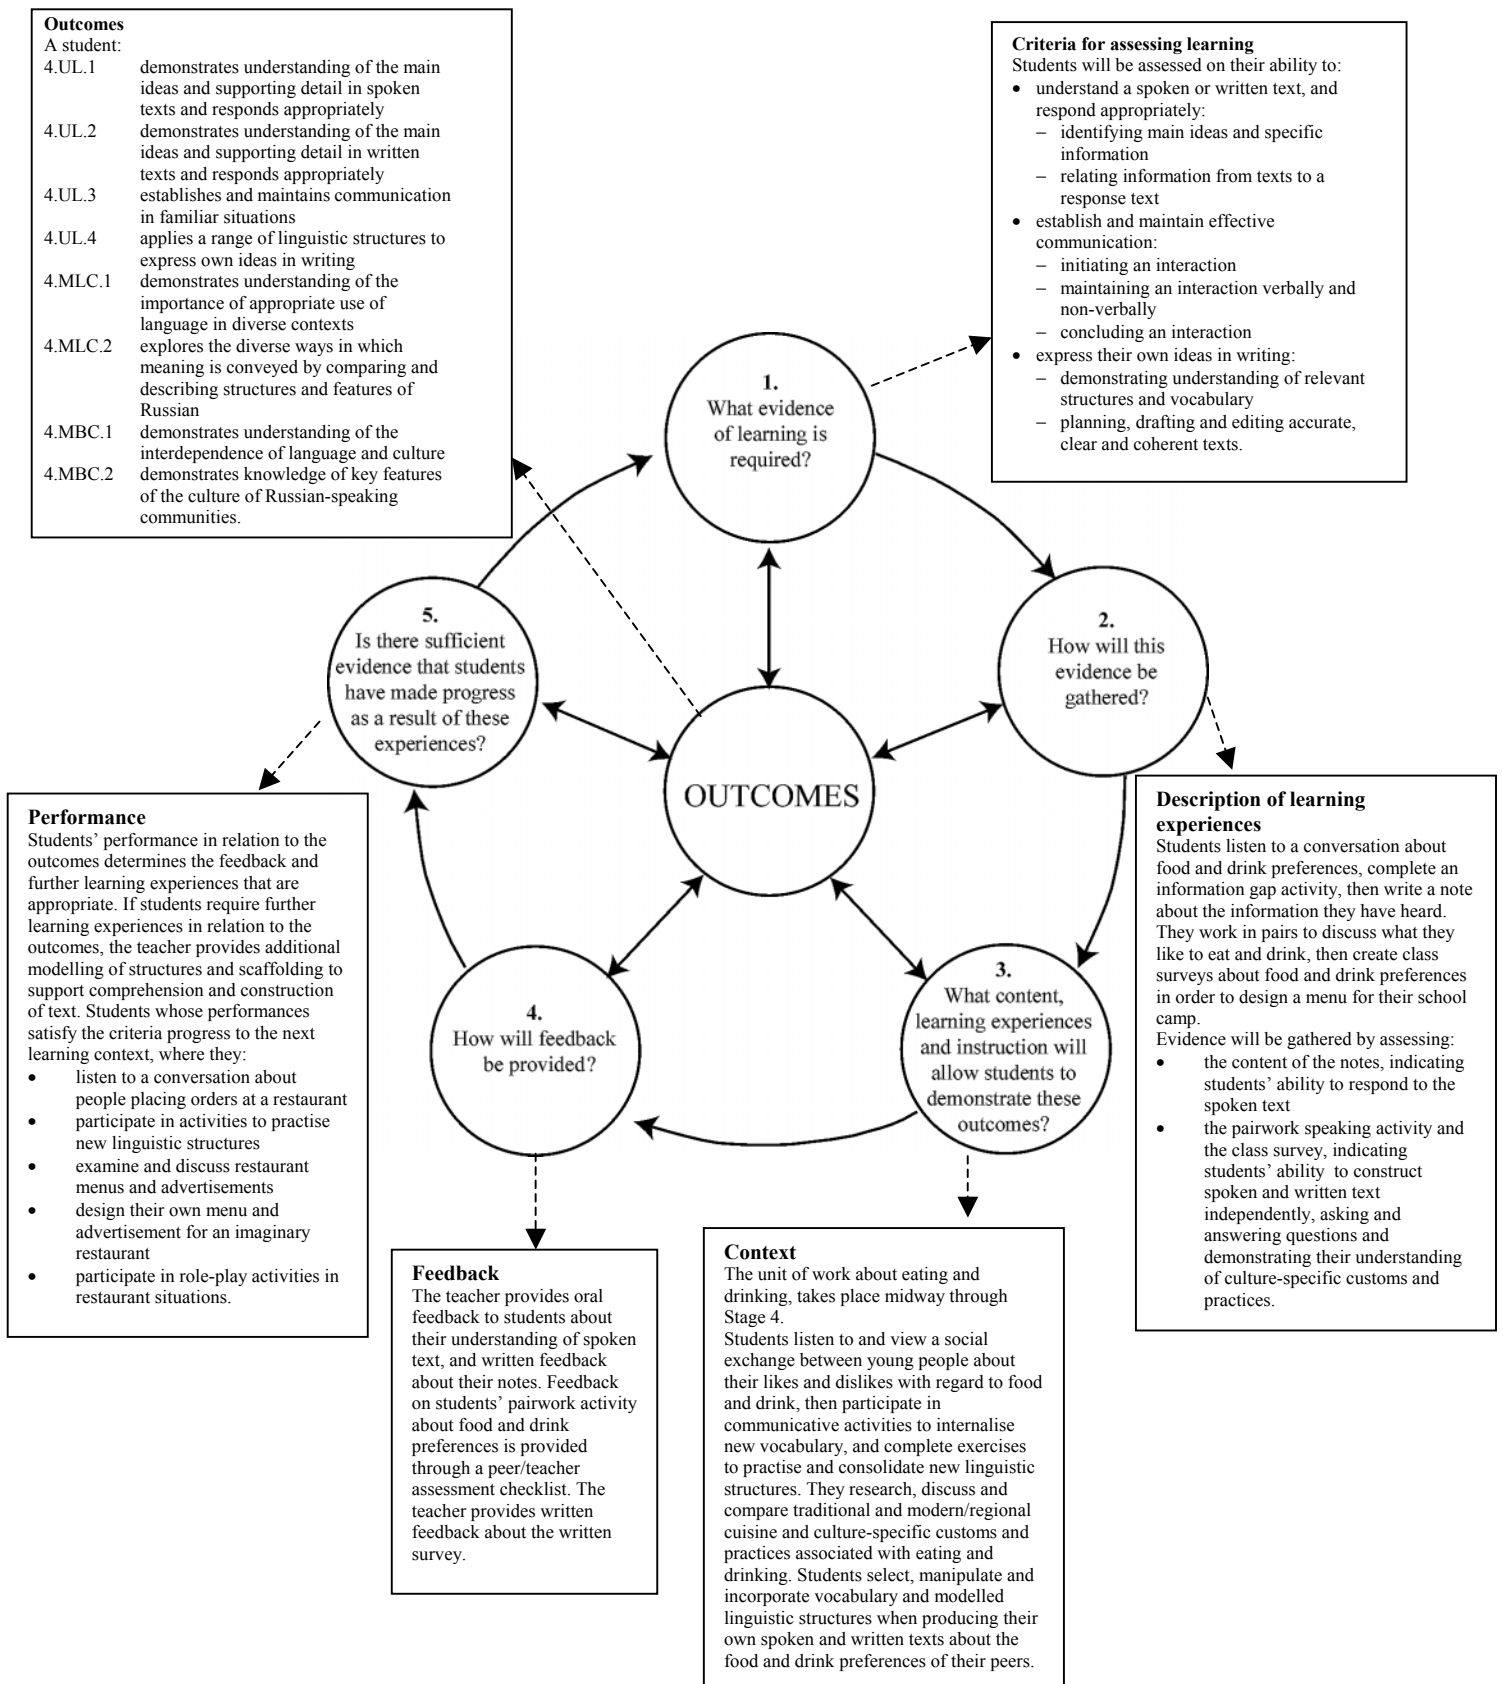 Outcomes
A student:
4.UL.1 demonstrates understanding of the main
ideas and supporting detail in spoken
texts and responds appropriately
4.UL.2 demonstrates understanding of the main
ideas and supporting detail in written
texts and responds appropriately
4.UL.3 establishes and maintains communication
in familiar situations
4.UL.4 applies a range of linguistic structures to
express own ideas in writing
4.MLC.1 demonstrates understanding of the
importance of appropriate use of
language in diverse contexts
4.MLC.2 explores the diverse ways in which
meaning is conveyed by comparing and
describing structures and features of
Russian
4.MBC.1 demonstrates understanding of the
interdependence of language and culture
4.MBC.2 demonstrates knowledge of key features
of the culture of Russian-speaking
communities.
Criteria for assessing learning
Students will be assessed on their ability to:
• understand a spoken or written text, and
respond appropriately:
– identifying main ideas and specific
information
– relating information from texts to a
response text
• establish and maintain effective
communication:
– initiating an interaction
– maintaining an interaction verbally and
non-verbally
– concluding an interaction
• express their own ideas in writing:
– demonstrating understanding of relevant
structures and vocabulary
– planning, drafting and editing accurate,
clear and coherent texts.
1.
What evidence
of learning is
required?
2.
How will this
evidence be
gathered?
5.
Is there sufficient
evidence that students
have made progress
as a result of these
experiences?
OUTCOMES
3.
What content,
learning experiences
and instruction will
allow students to
demonstrate these
outcomes?
4.
How will feedback
be provided?
Performance
Students’ performance in relation to the
outcomes determines the feedback and
further learning experiences that are
appropriate. If students require further
learning experiences in relation to the
outcomes, the teacher provides additional
modelling of structures and scaffolding to
support comprehension and construction
of text. Students whose performances
satisfy the criteria progress to the next
learning context, where they:
• listen to a conversation about
people placing orders at a restaurant
• participate in activities to practise
new linguistic structures
• examine and discuss restaurant
menus and advertisements
• design their own menu and
advertisement for an imaginary
restaurant
• participate in role-play activities in
restaurant situations.
Feedback
The teacher provides oral
feedback to students about
their understanding of spoken
text, and written feedback
about their notes. Feedback
on students’ pairwork activity
about food and drink
preferences is provided
through a peer/teacher
assessment checklist. The
teacher provides written
feedback about the written
survey.
Context
The unit of work about eating and
drinking, takes place midway through
Stage 4.
Students listen to and view a social
exchange between young people about
their likes and dislikes with regard to food
and drink, then participate in
communicative activities to internalise
new vocabulary, and complete exercises
to practise and consolidate new linguistic
structures. They research, discuss and
compare traditional and modern/regional
cuisine and culture-specific customs and
practices associated with eating and
drinking. Students select, manipulate and
incorporate vocabulary and modelled
linguistic structures when producing their
own spoken and written texts about the
food and drink preferences of their peers.
Description of learning
experiences
Students listen to a conversation about
food and drink preferences, complete an
information gap activity, then write a note
about the information they have heard.
They work in pairs to discuss what they
like to eat and drink, then create class
surveys about food and drink preferences
in order to design a menu for their school
camp.
Evidence will be gathered by assessing:
• the content of the notes, indicating
students’ ability to respond to the
spoken text
• the pairwork speaking activity and
the class survey, indicating
students’ ability to construct
spoken and written text
independently, asking and
answering questions and
demonstrating their understanding
of culture-specific customs and
practices.